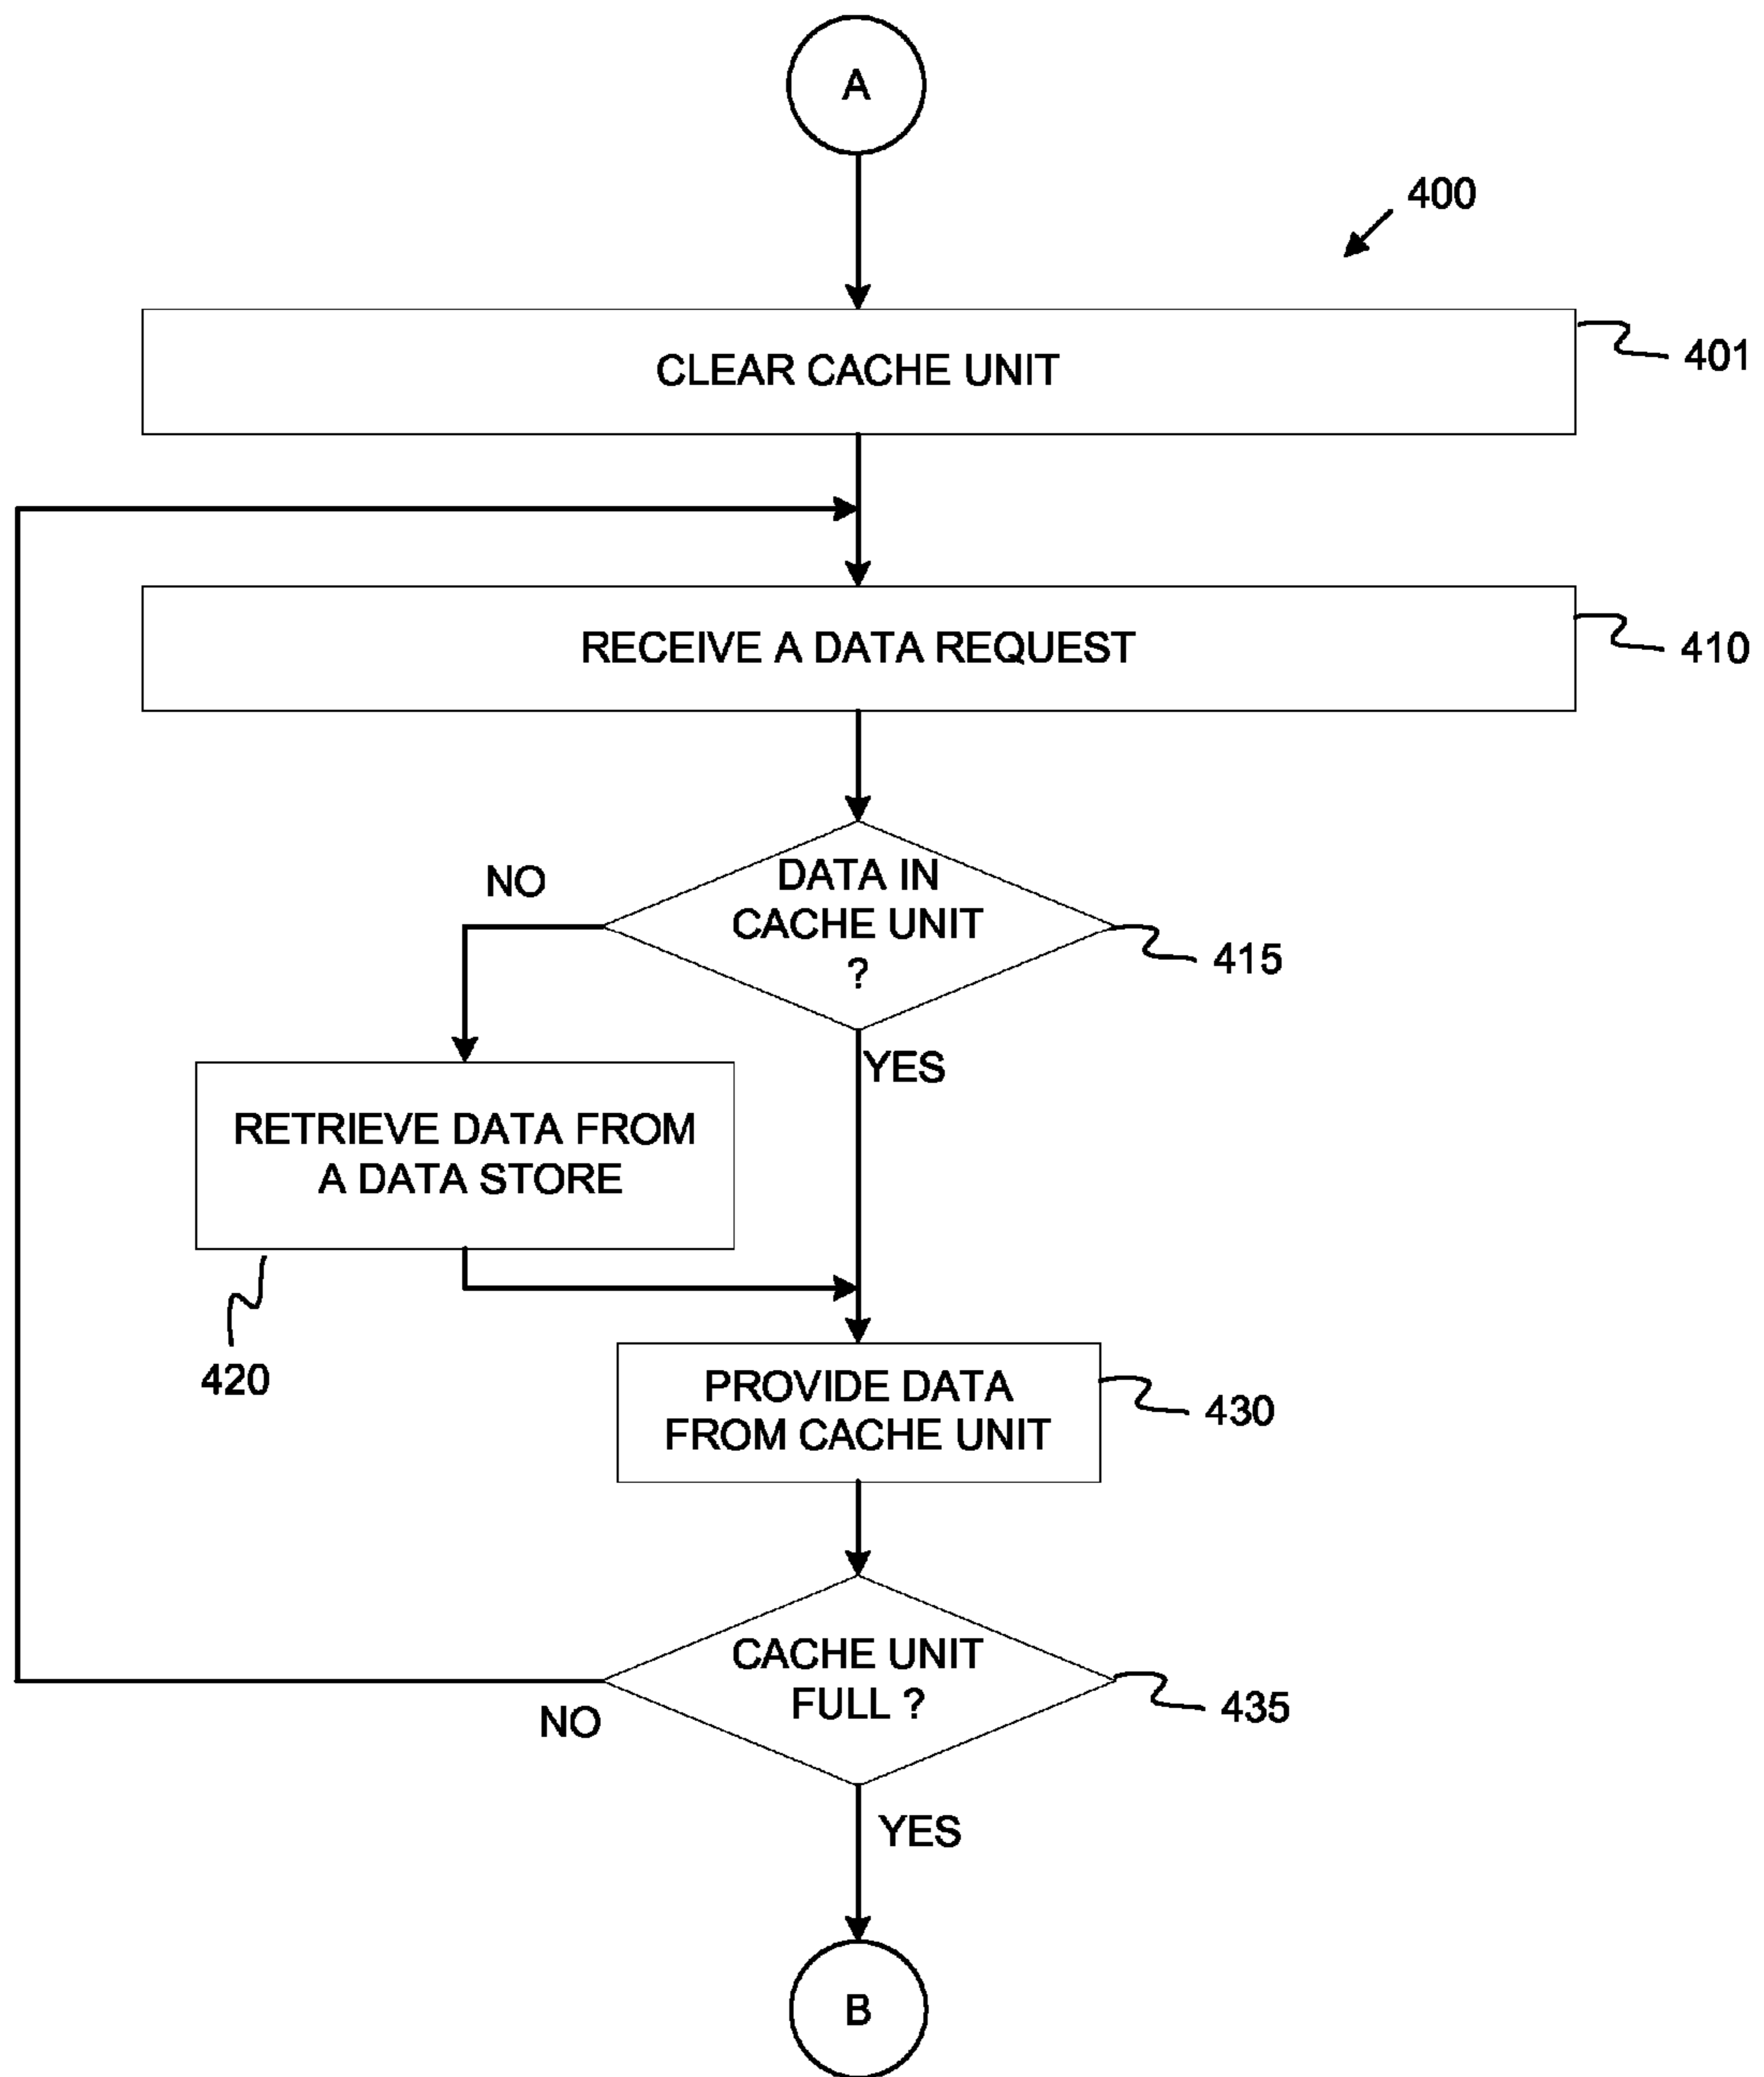 A
400
CLEAR CACHE UNIT
401
RECEIVE A DATA REQUEST
410
NO
DATA IN
CACHE UNIT
?
415
YES
RETRIEVE DATA FROM
A DATA STORE
420
PROVIDE DATA
FROM CACHE UNIT
430
CACHE UNIT
FULL ?
435
NO
YES
B